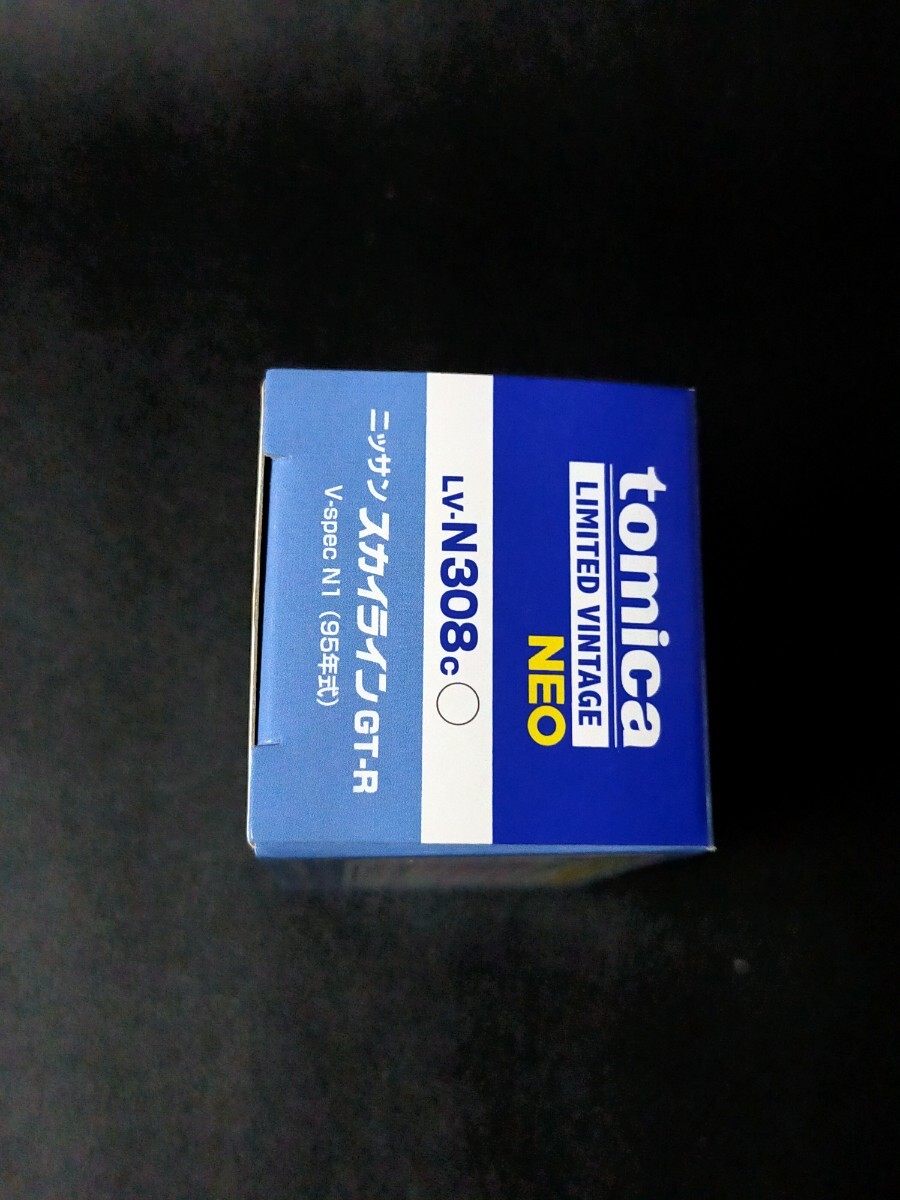 tomica
LIMITED VINTAGE
NEO
LV-N308c
ニッサン スカイライン GT-R
V-spec N1 (95年式)